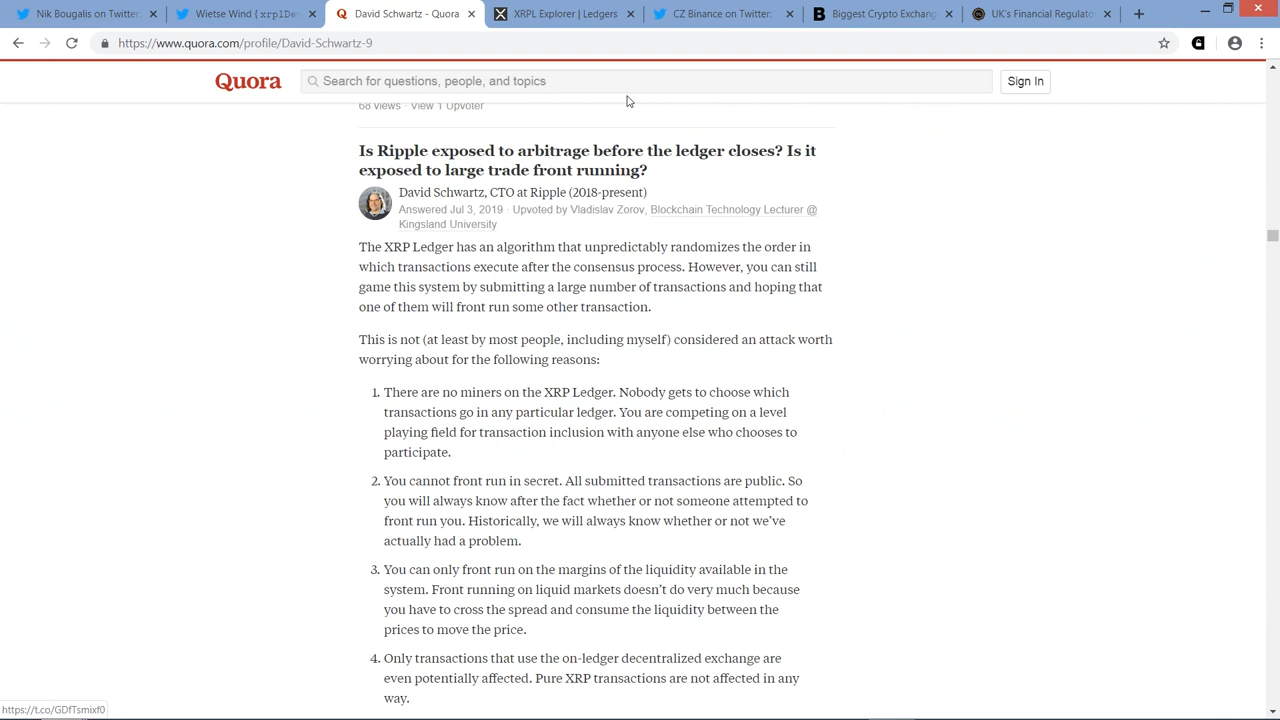 Nik Bougalis on Twitter:
Wietse Wind { xrp1De
David Schwartz - Quora
XRPL Explorer | Ledgers
CZ Binance on Twitter:
Biggest Crypto Exchang
UK's Financial Regulato
https://www.quora.com/profile/David-Schwartz-9
Quora
Search for questions, people, and topics
Sign In
68 views · View 1 Upvoter
Is Ripple exposed to arbitrage before the ledger closes? Is it
exposed to large trade front running?
David Schwartz, CTO at Ripple (2018-present)
Answered Jul 3, 2019 · Upvoted by Vladislav Zorov, Blockchain Technology Lecturer @
Kingsland University
The XRP Ledger has an algorithm that unpredictably randomizes the order in
which transactions execute after the consensus process. However, you can still
game this system by submitting a large number of transactions and hoping that
one of them will front run some other transaction.
This is not (at least by most people, including myself) considered an attack worth
worrying about for the following reasons:
1. There are no miners on the XRP Ledger. Nobody gets to choose which
transactions go in any particular ledger. You are competing on a level
playing field for transaction inclusion with anyone else who chooses to
participate.
2. You cannot front run in secret. All submitted transactions are public. So
you will always know after the fact whether or not someone attempted to
front run you. Historically, we will always know whether or not we've
actually had a problem.
3. You can only front run on the margins of the liquidity available in the
system. Front running on liquid markets doesn't do very much because
you have to cross the spread and consume the liquidity between the
prices to move the price.
4. Only transactions that use the on-ledger decentralized exchange are
even potentially affected. Pure XRP transactions are not affected in any
way.
https://t.co/GDfTsmixf0